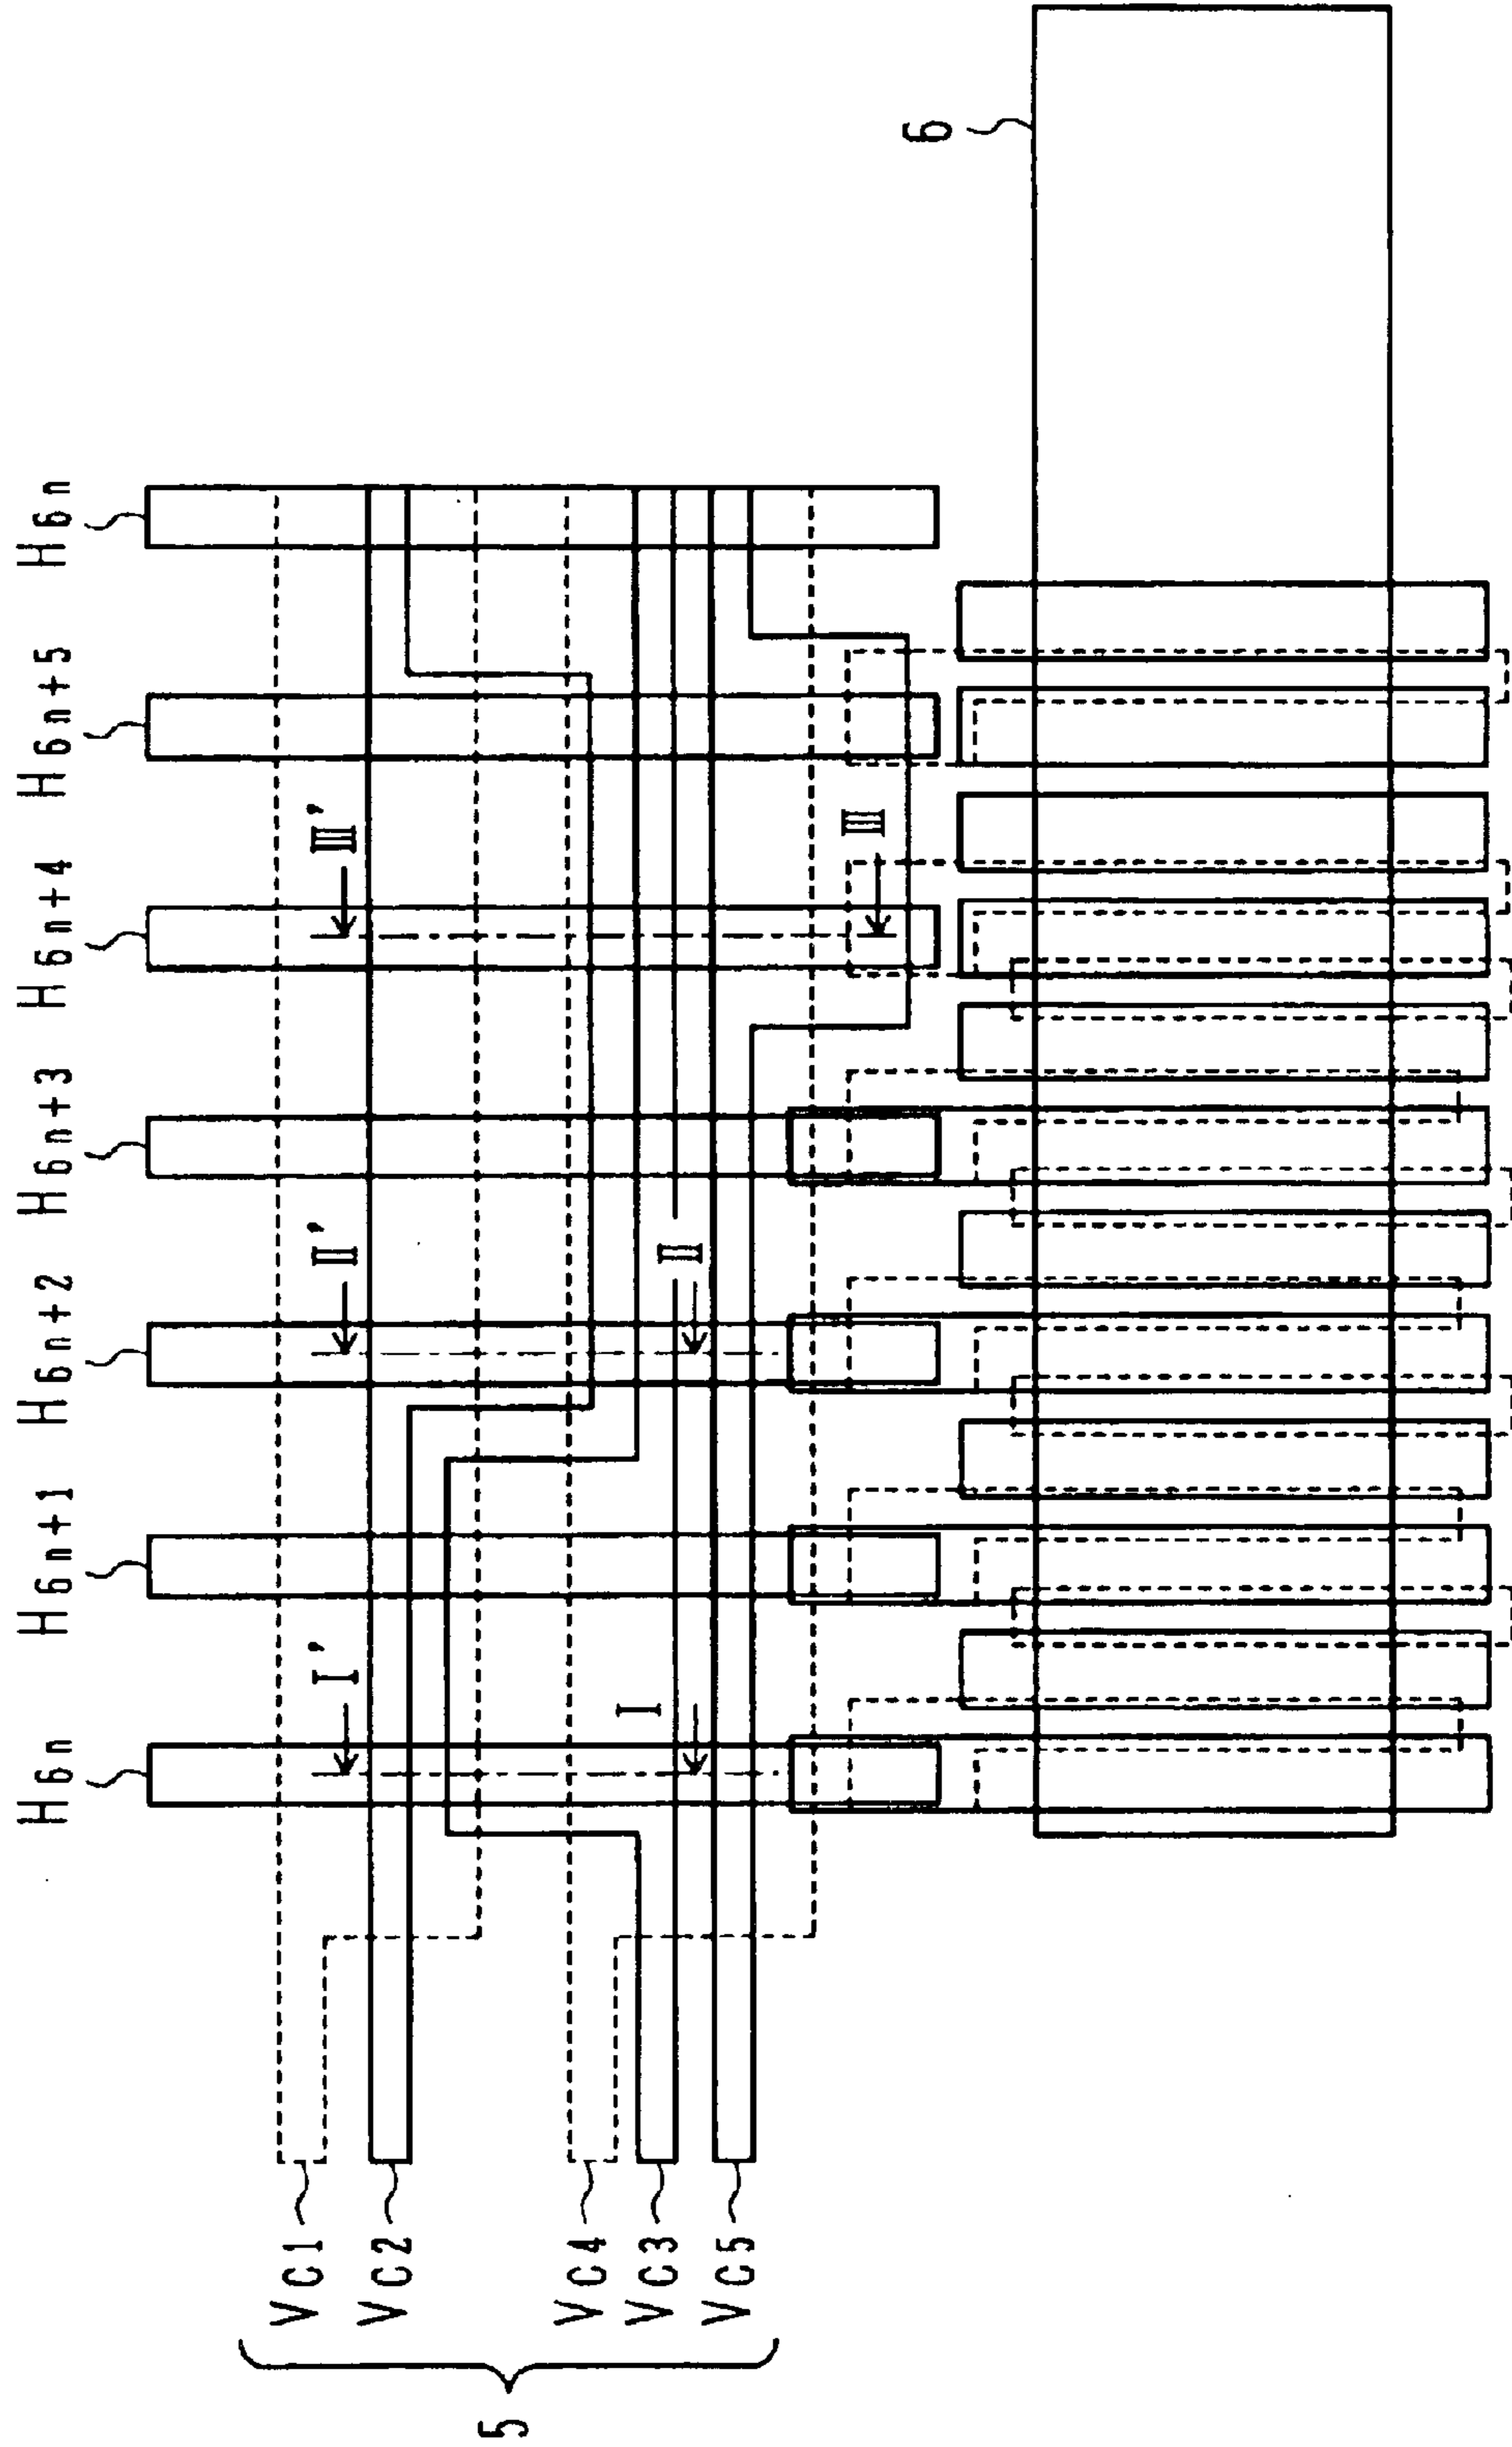 H6n
H6n+1
H6n+2
H6n+3
H6n+4
H6n+5
H6n
I'
II'
III'
I
II
III
VC1
VC2
VC4
VC3
VC5
5
6